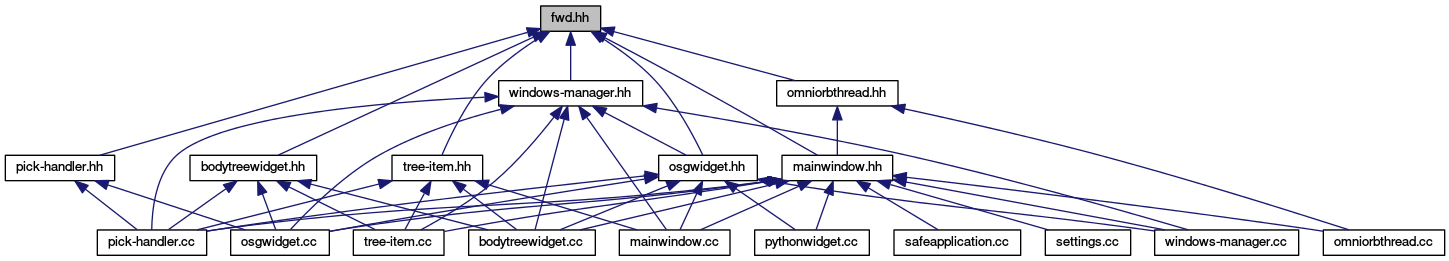 fwd.hh
windows-manager.hh
omniorbthread.hh
pick-handler.hh
bodytreewidget.hh
tree-item.hh
osgwidget.hh
mainwindow.hh
pick-handler.cc
osgwidget.cc
tree-item.cc
bodytreewidget.cc
mainwindow.cc
pythonwidget.cc
safeapplication.cc
settings.cc
windows-manager.cc
omniorbthread.cc